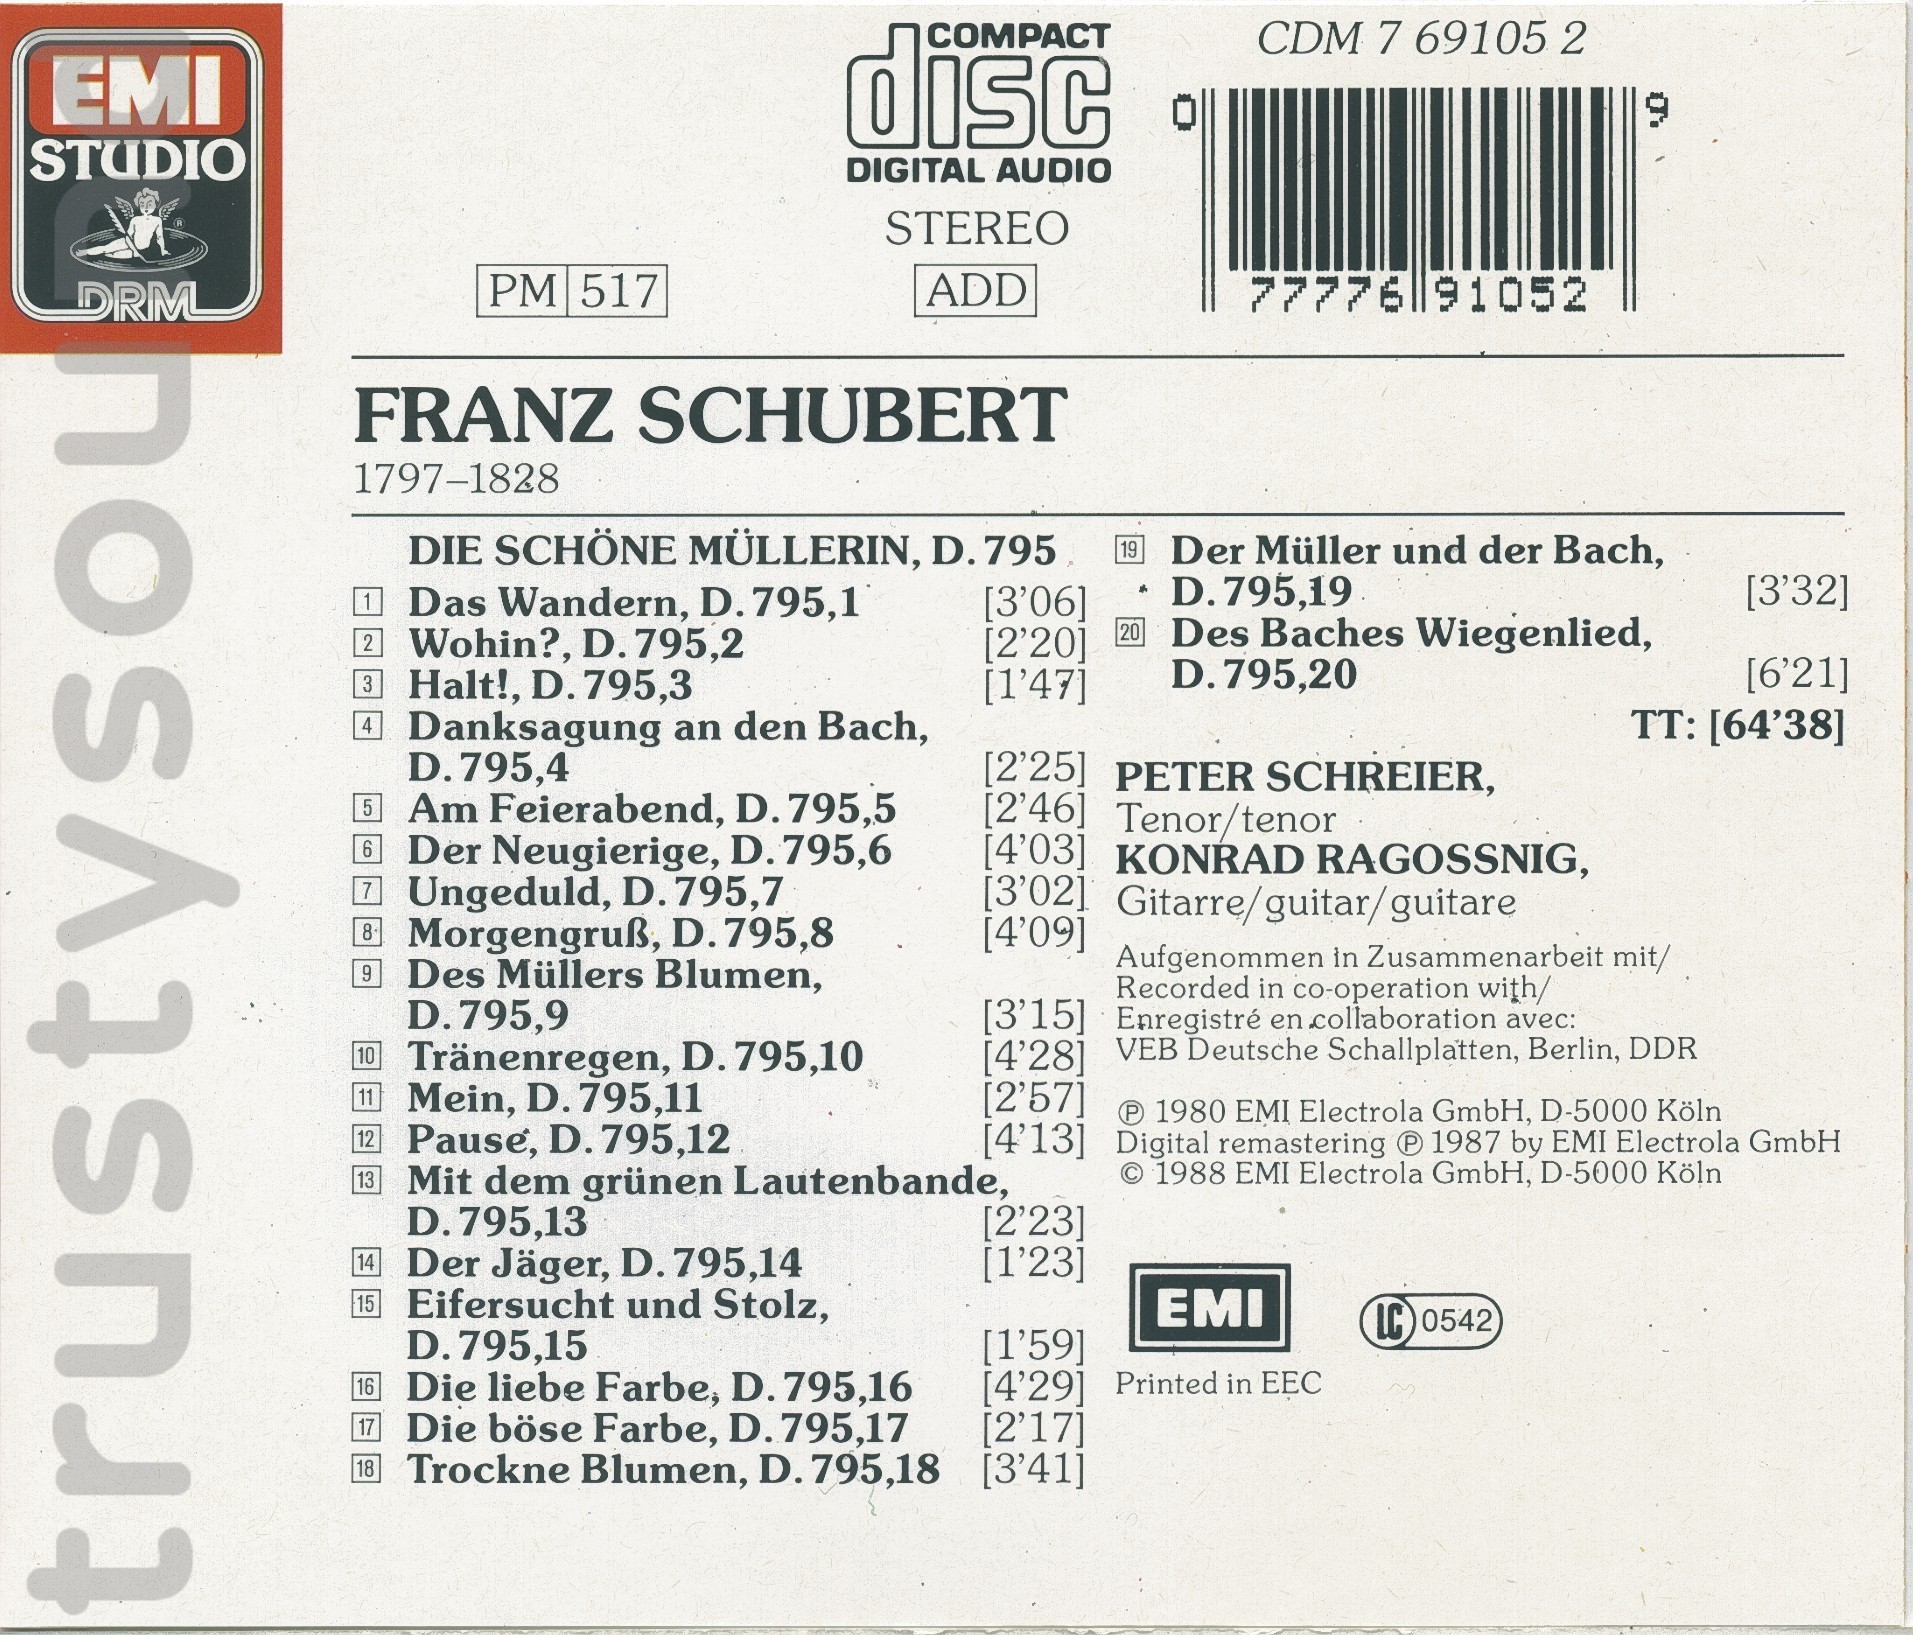 EMI
STUDIO
®
DRM
COMPACT
disc
DIGITAL AUDIO
STEREO
PM 517
ADD
CDM 7 69105 2
0 77776 91052 9
FRANZ SCHUBERT
1797–1828
DIE SCHÖNE MÜLLERIN, D. 795
1 Das Wandern, D. 795,1 [3’06]
2 Wohin?, D. 795,2 [2’20]
3 Halt!, D. 795,3 [1’47]
4 Danksagung an den Bach,
D. 795,4 [2’25]
5 Am Feierabend, D. 795,5 [2’46]
6 Der Neugierige, D. 795,6 [4’03]
7 Ungeduld, D. 795,7 [3’02]
8 Morgengruß, D. 795,8 [4’09]
9 Des Müllers Blumen,
D. 795,9 [3’15]
10 Tränenregen, D. 795,10 [4’28]
11 Mein, D. 795,11 [2’57]
12 Pause, D. 795,12 [4’13]
13 Mit dem grünen Lautenbande,
D. 795,13 [2’23]
14 Der Jäger, D. 795,14 [1’23]
15 Eifersucht und Stolz,
D. 795,15 [1’59]
16 Die liebe Farbe, D. 795,16 [4’29]
17 Die böse Farbe, D. 795,17 [2’17]
18 Trockne Blumen, D. 795,18 [3’41]
19 Der Müller und der Bach,
D. 795,19 [3’32]
20 Des Baches Wiegenlied,
D. 795,20 [6’21]
TT: [64’38]
PETER SCHREIER,
Tenor/tenor
KONRAD RAGOSSNIG,
Gitarre/guitar/guitare
Aufgenommen in Zusammenarbeit mit/
Recorded in co-operation with/
Enregistré en collaboration avec:
VEB Deutsche Schallplatten, Berlin, DDR
℗ 1980 EMI Electrola GmbH, D-5000 Köln
Digital remastering ℗ 1987 by EMI Electrola GmbH
© 1988 EMI Electrola GmbH, D-5000 Köln
EMI
LC 0542
Printed in EEC